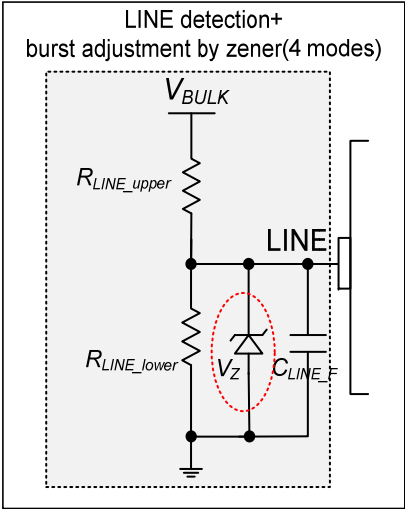 LINE detection+
burst adjustment by zener(4 modes)
VBULK
RLINE_upper
LINE
RLINE_lower
VZ
CLINE_F